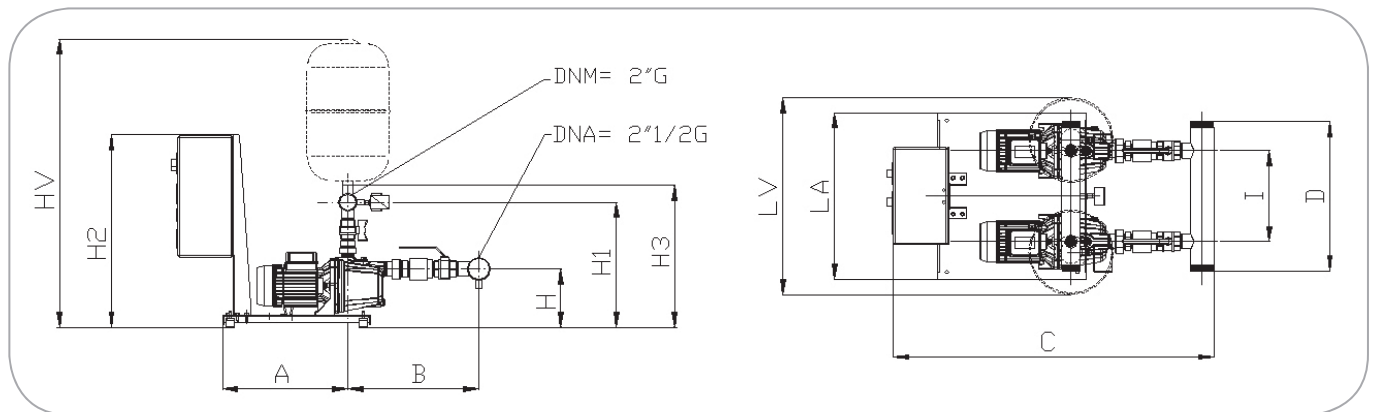 DNM= 2"G
DNA= 2"1/2G
HV
H2
H1
H3
H
A
B
LV
LA
I
D
C